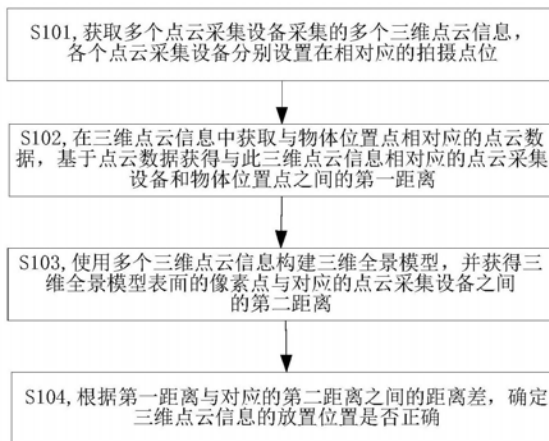 S101,获取多个点云采集设备采集的多个三维点云信息，
各个点云采集设备分别设置在相对应的拍摄点位
S102,在三维点云信息中获取与物体位置点相对应的点云数
据，基于点云数据获得与此三维点云信息相对应的点云采集
设备和物体位置点之间的第一距离
S103,使用多个三维点云信息构建三维全景模型，并获得三
维全景模型表面的像素点与对应的点云采集设备之间
的第二距离
S104,根据第一距离与对应的第二距离之间的距离差，确定
三维点云信息的放置位置是否正确